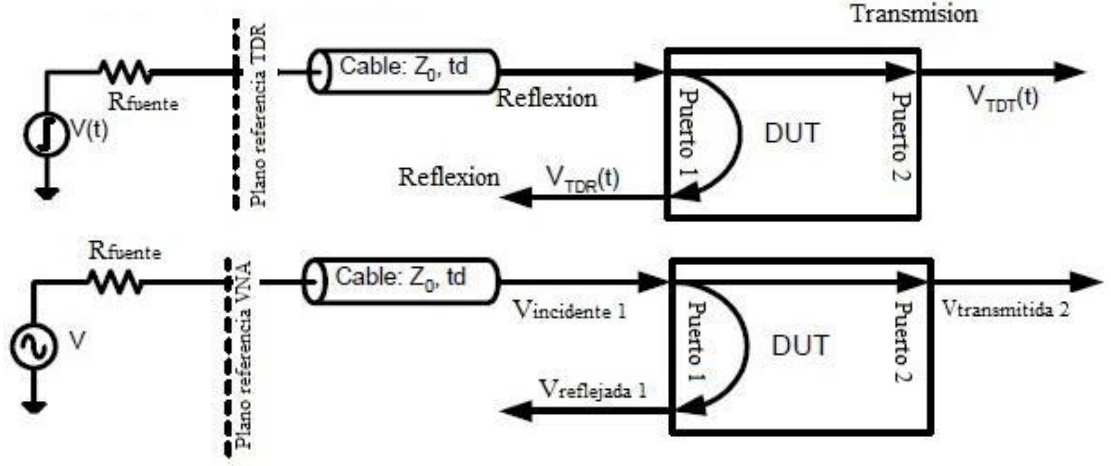 Transmision
Plano referencia TDR
Cable: Z0, td
Rfuente
V(t)
Reflexion
Puerto 1
DUT
Puerto 2
VTDT(t)
Reflexion
VTDR(t)
Rfuente
Plano referencia VNA
Cable: Z0, td
V
Vincidente 1
Puerto 1
DUT
Puerto 2
Vtransmitida 2
Vreflejada 1